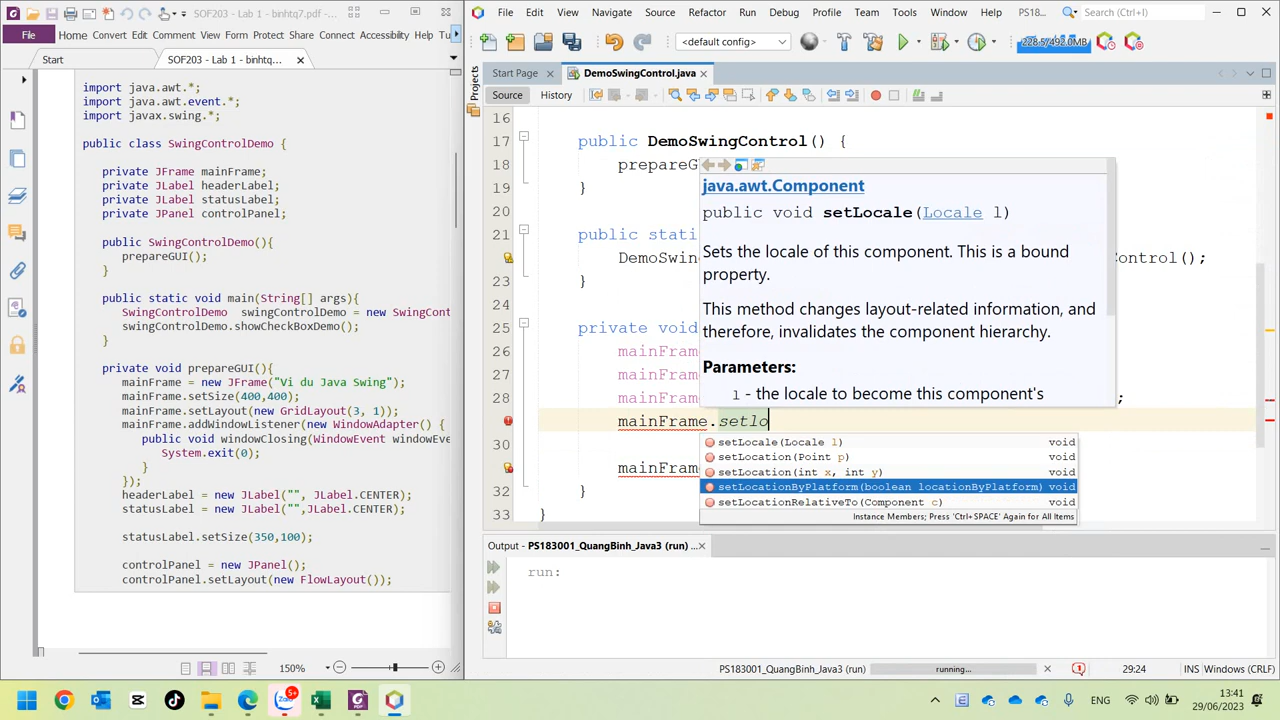 SOF203 - Lab 1 - binhtq7.pdf - ...
File Home Convert Edit Comment View Form Protect Share Connect Accessibility Help Tu
Start SOF203 - Lab 1 - binhtq... ×
import java.awt.*;
import java.awt.event.*;
import javax.swing.*;
public class SwingControlDemo {
private JFrame mainFrame;
private JLabel headerLabel;
private JLabel statusLabel;
private JPanel controlPanel;
public SwingControlDemo(){
prepareGUI();
}
public static void main(String[] args){
SwingControlDemo swingControlDemo = new SwingCont
swingControlDemo.showCheckBoxDemo();
}
private void prepareGUI(){
mainFrame = new JFrame("Vi du Java Swing");
mainFrame.setSize(400,400);
mainFrame.setLayout(new GridLayout(3, 1));
mainFrame.addWindowListener(new WindowAdapter() {
public void windowClosing(WindowEvent windowEve
System.exit(0);
}
});
headerLabel = new JLabel("", JLabel.CENTER);
statusLabel = new JLabel("",JLabel.CENTER);
statusLabel.setSize(350,100);
controlPanel = new JPanel();
controlPanel.setLayout(new FlowLayout());
150%
File Edit View Navigate Source Refactor Run Debug Profile Team Tools Window Help PS18... Search (Ctrl+I)
<default config> 228.5/492.0MB
Projects
Start Page DemoSwingControl.java
Source History
16
17 public DemoSwingControl() {
18 prepareG
19 }
20
21 public stati
22 DemoSwin Control();
23 }
24
25 private void
26 mainFram
27 mainFram
28 mainFram ;
mainFrame.setlo
30
mainFram
32 }
33 }
java.awt.Component
public void setLocale(Locale l)
Sets the locale of this component. This is a bound
property.
This method changes layout-related information, and
therefore, invalidates the component hierarchy.
Parameters:
l - the locale to become this component's
setLocale(Locale l) void
setLocation(Point p) void
setLocation(int x, int y) void
setLocationByPlatform(boolean locationByPlatform) void
setLocationRelativeTo(Component c) void
Instance Members; Press 'Ctrl+SPACE' Again for All Items
Output - PS183001_QuangBinh_Java3 (run) ...×
run:
PS183001_QuangBinh_Java3 (run) running... 29:24 INS Windows (CRLF)
Zalo 5+ PDF ENG 13:41
29/06/2023